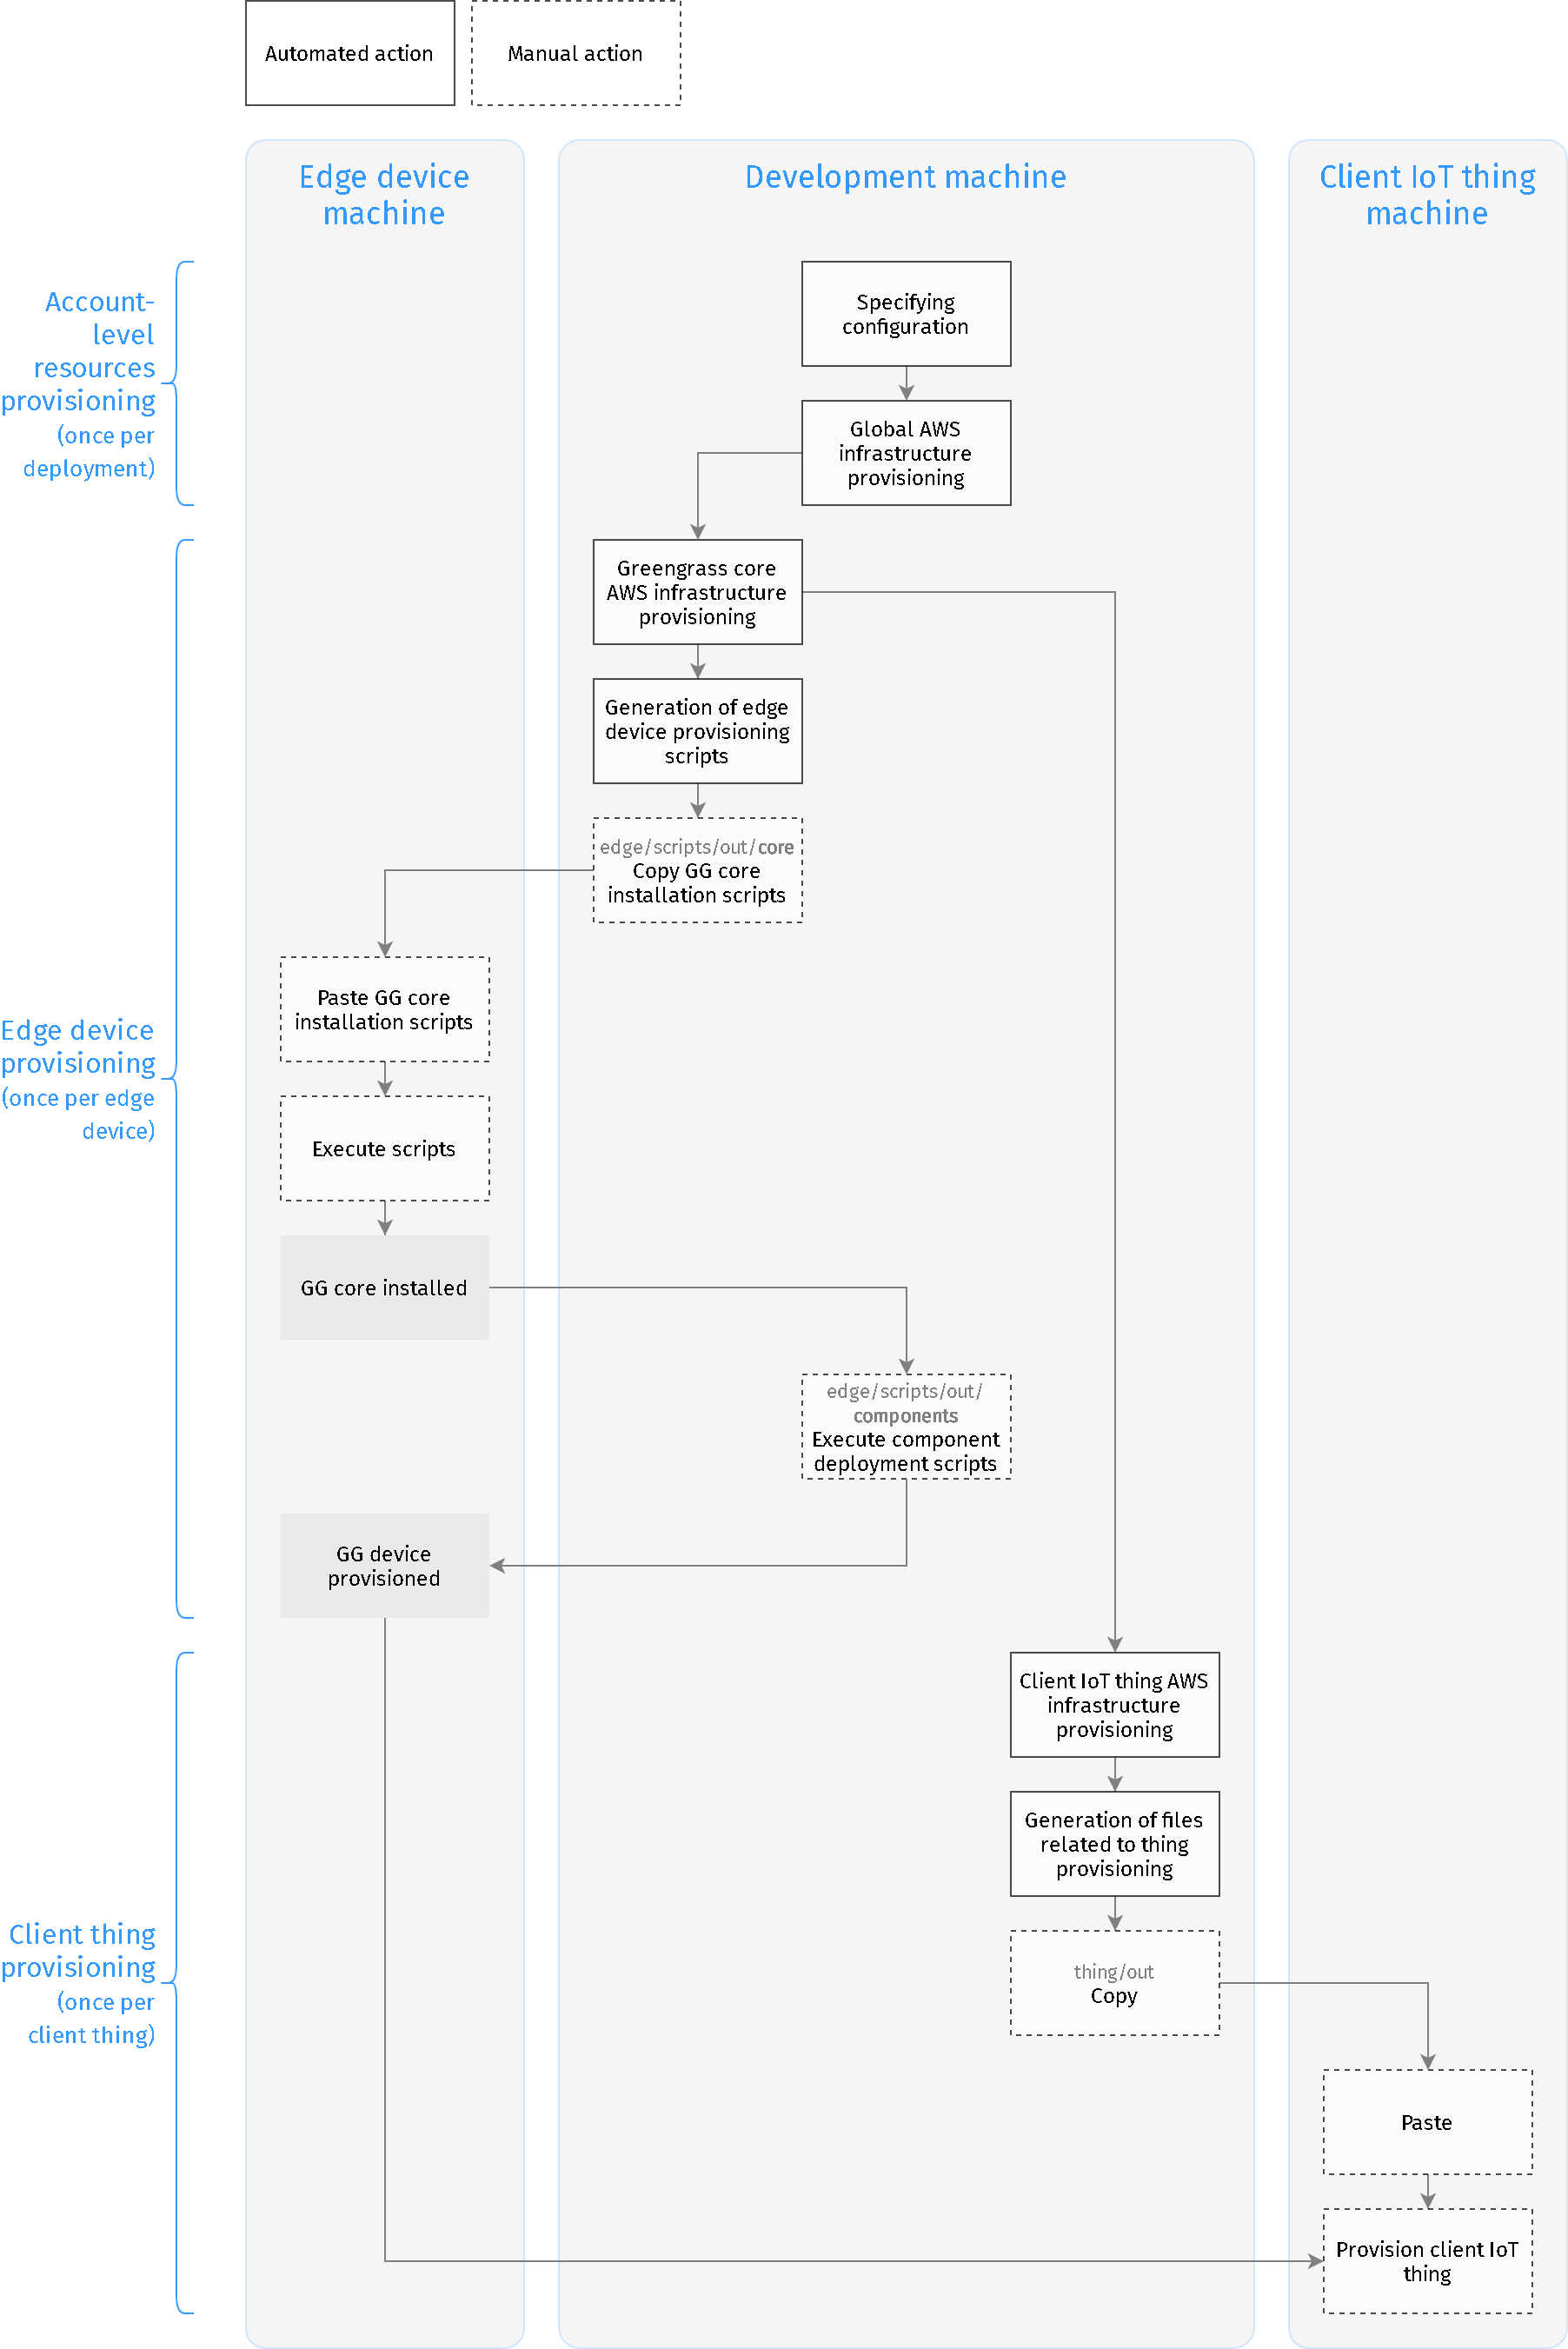 Automated action
Manual action
Edge device
machine
Development machine
Client IoT thing
machine
Account-
level
resources
provisioning
(once per
deployment)
Specifying
configuration
Global AWS
infrastructure
provisioning
Greengrass core
AWS infrastructure
provisioning
Generation of edge
device provisioning
scripts
edge/scripts/out/core
Copy GG core
installation scripts
Edge device
provisioning
(once per edge
device)
Paste GG core
installation scripts
Execute scripts
GG core installed
edge/scripts/out/
components
Execute component
deployment scripts
GG device
provisioned
Client IoT thing AWS
infrastructure
provisioning
Generation of files
related to thing
provisioning
Client thing
provisioning
(once per
client thing)
thing/out
Copy
Paste
Provision client IoT
thing